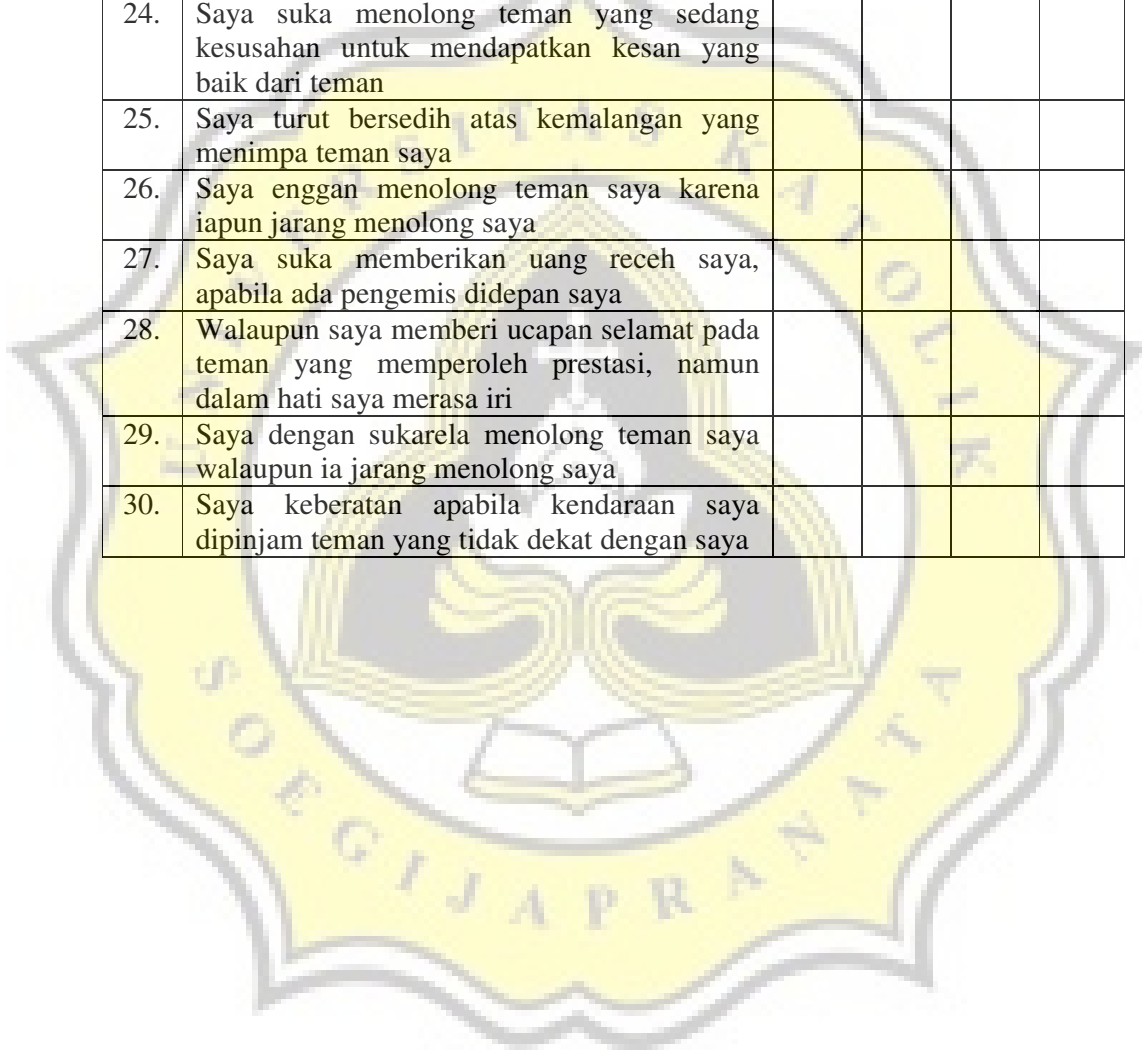 24. Saya suka menolong teman yang sedang
kesusahan untuk mendapatkan kesan yang
baik dari teman
25. Saya turut bersedih atas kemalangan yang
menimpa teman saya
26. Saya enggan menolong teman saya karena
iapun jarang menolong saya
27. Saya suka memberikan uang receh saya,
apabila ada pengemis didepan saya
28. Walaupun saya memberi ucapan selamat pada
teman yang memperoleh prestasi, namun
dalam hati saya merasa iri
29. Saya dengan sukarela menolong teman saya
walaupun ia jarang menolong saya
30. Saya keberatan apabila kendaraan saya
dipinjam teman yang tidak dekat dengan saya
UNIVERSITAS KATOLIK
SOEGIJAPRANATA